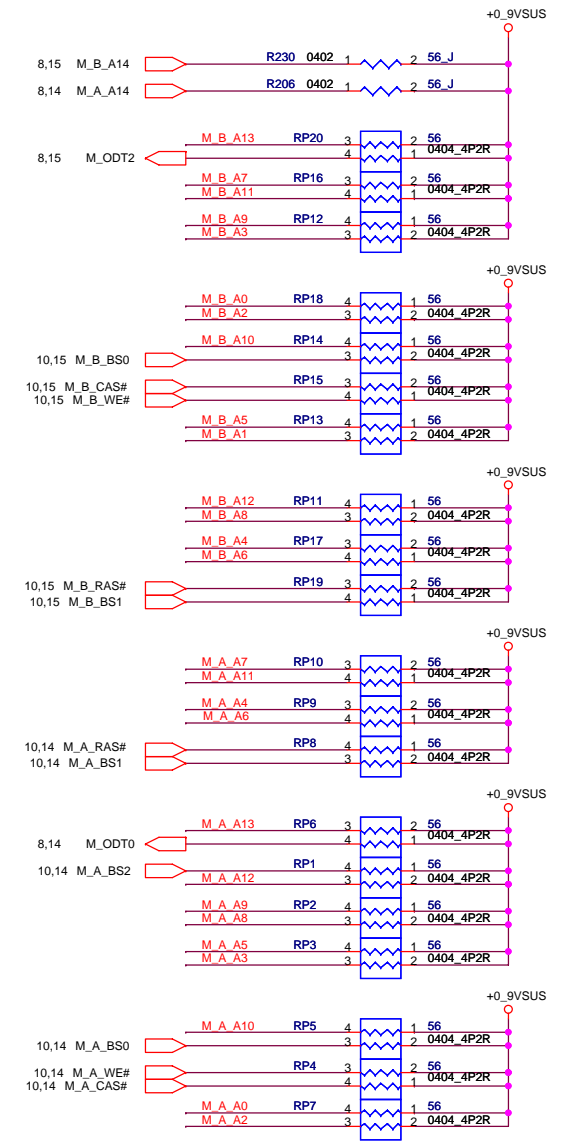 +0_9VSUS
8,15 M_B_A14 R230 0402 1 2 56_J
8,14 M_A_A14 R206 0402 1 2 56_J
M_B_A13 RP20 3 2 56
8,15 M_ODT2 4 1 0404_4P2R
M_B_A7 RP16 3 2 56
M_B_A11 4 1 0404_4P2R
M_B_A9 RP12 4 1 56
M_B_A3 3 2 0404_4P2R
+0_9VSUS
M_B_A0 RP18 4 1 56
M_B_A2 3 2 0404_4P2R
M_B_A10 RP14 4 1 56
10,15 M_B_BS0 3 2 0404_4P2R
10,15 M_B_CAS# RP15 3 2 56
10,15 M_B_WE# 4 1 0404_4P2R
M_B_A5 RP13 4 1 56
M_B_A1 3 2 0404_4P2R
+0_9VSUS
M_B_A12 RP11 4 1 56
M_B_A8 3 2 0404_4P2R
M_B_A4 RP17 3 2 56
M_B_A6 4 1 0404_4P2R
10,15 M_B_RAS# RP19 3 2 56
10,15 M_B_BS1 4 1 0404_4P2R
+0_9VSUS
M_A_A7 RP10 3 2 56
M_A_A11 4 1 0404_4P2R
M_A_A4 RP9 3 2 56
M_A_A6 4 1 0404_4P2R
10,14 M_A_RAS# RP8 4 1 56
10,14 M_A_BS1 3 2 0404_4P2R
+0_9VSUS
M_A_A13 RP6 3 2 56
8,14 M_ODT0 4 1 0404_4P2R
10,14 M_A_BS2 RP1 4 1 56
M_A_A12 3 2 0404_4P2R
M_A_A9 RP2 4 1 56
M_A_A8 3 2 0404_4P2R
M_A_A5 RP3 4 1 56
M_A_A3 3 2 0404_4P2R
+0_9VSUS
M_A_A10 RP5 4 1 56
10,14 M_A_BS0 3 2 0404_4P2R
10,14 M_A_WE# RP4 3 2 56
10,14 M_A_CAS# 4 1 0404_4P2R
M_A_A0 RP7 4 1 56
M_A_A2 3 2 0404_4P2R